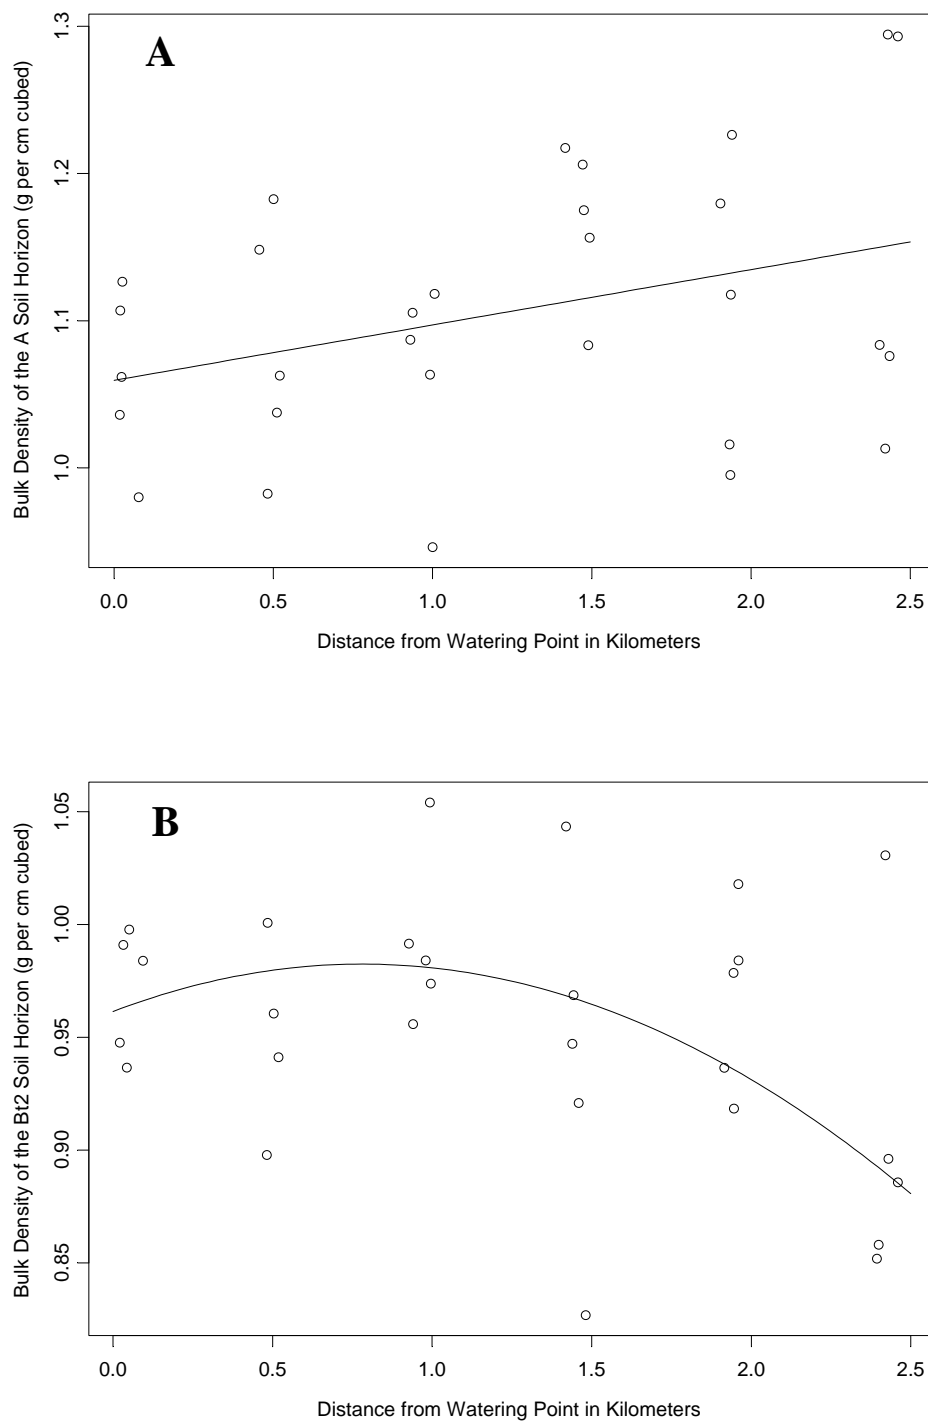 A
Bulk Density of the A Soil Horizon (g per cm cubed)
1.3
1.2
1.1
1.0
0.0 0.5 1.0 1.5 2.0 2.5
Distance from Watering Point in Kilometers
B
Bulk Density of the Bt2 Soil Horizon (g per cm cubed)
1.05
1.00
0.95
0.90
0.85
0.0 0.5 1.0 1.5 2.0 2.5
Distance from Watering Point in Kilometers